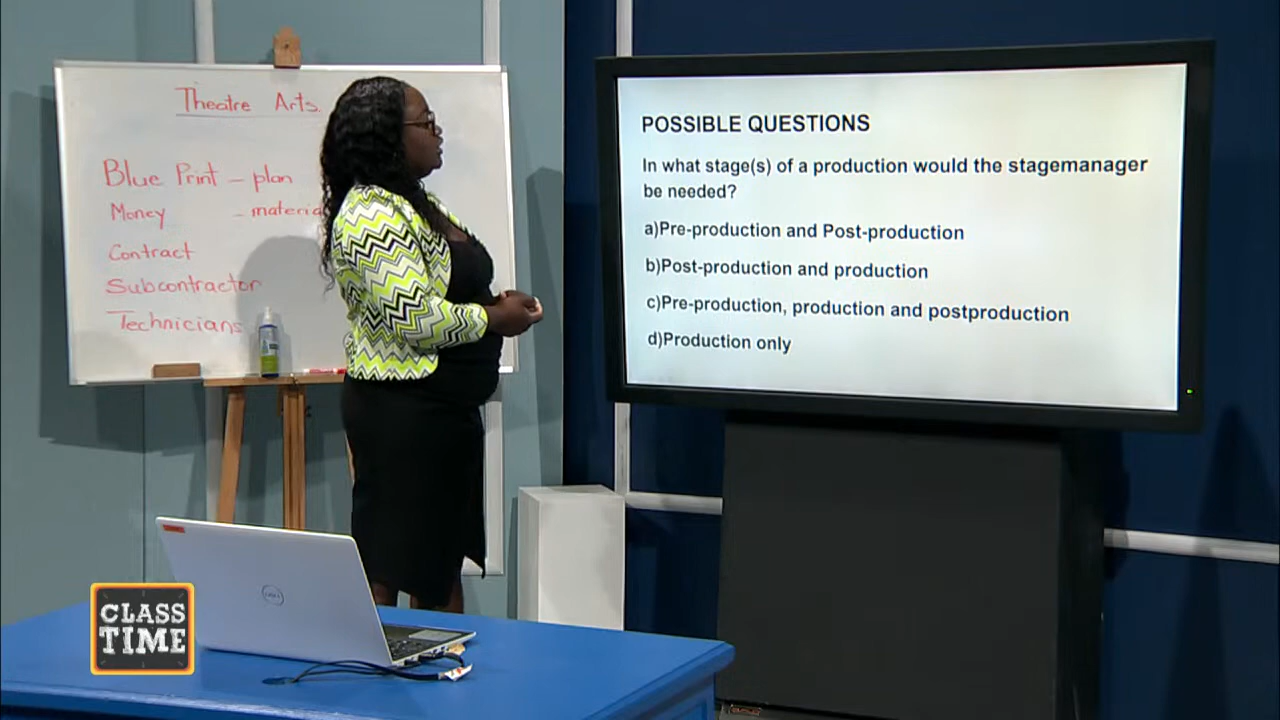 Theatre Arts.
Blue Print - plan
Money - materia
Contract
Subcontractor
Technicians
POSSIBLE QUESTIONS
In what stage(s) of a production would the stagemanager
be needed?
a)Pre-production and Post-production
b)Post-production and production
c)Pre-production, production and postproduction
d)Production only
DELL
CLASS
TIME